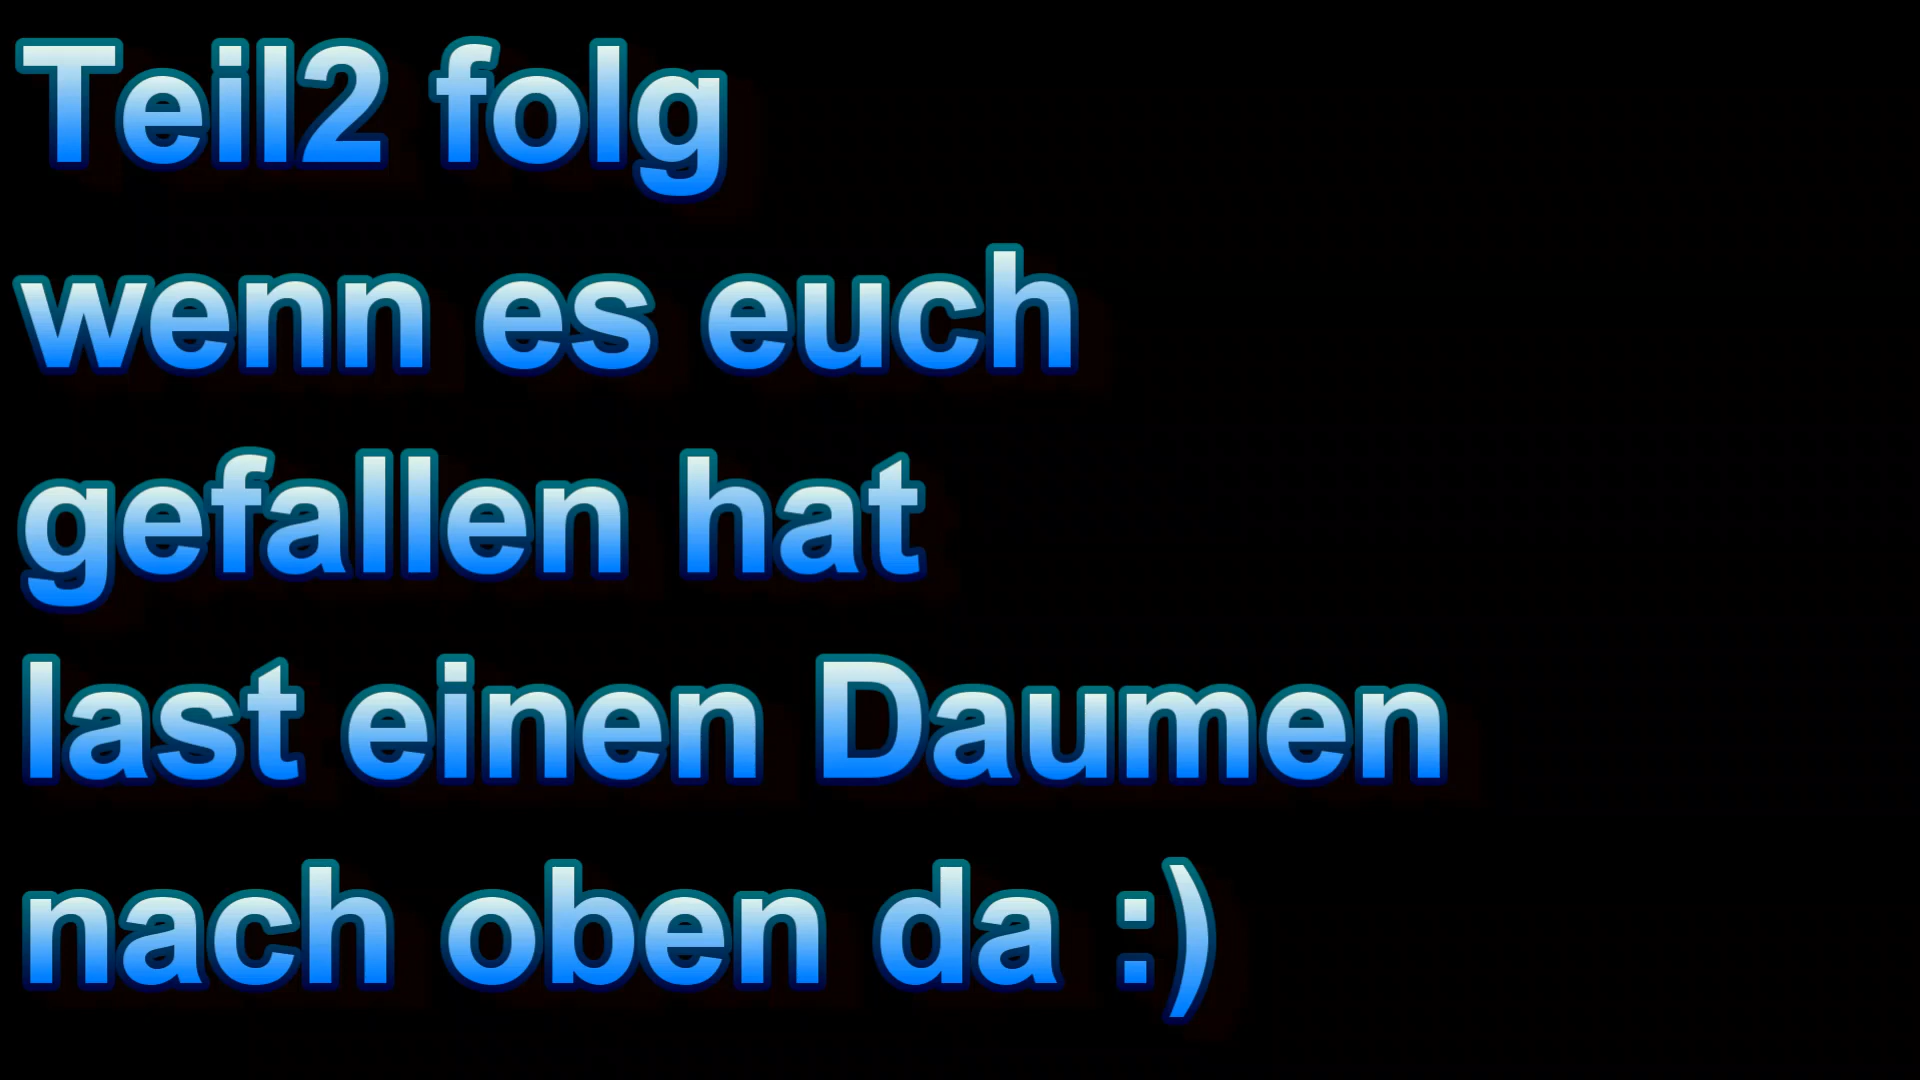 Teil2 folg
wenn es euch
gefallen hat
last einen Daumen
nach oben da :)